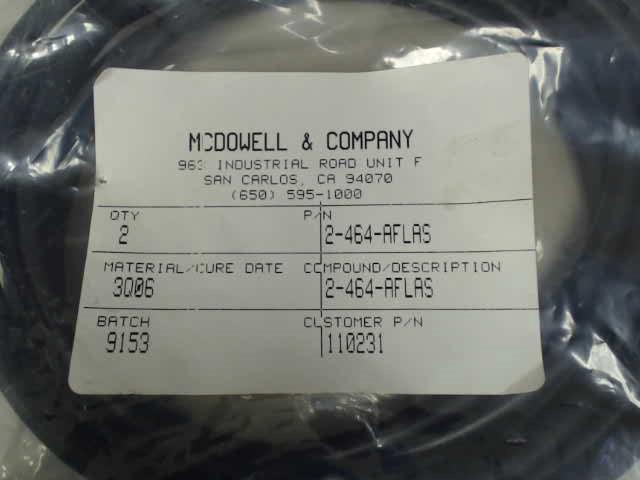 MCDOWELL & COMPANY
963 INDUSTRIAL ROAD UNIT F
SAN CARLOS, CA 94070
(650) 595-1000
QTY P/N
2 2-464-AFLAS
MATERIAL/CURE DATE COMPOUND/DESCRIPTION
3Q06 2-464-AFLAS
BATCH CUSTOMER P/N
9153 110231